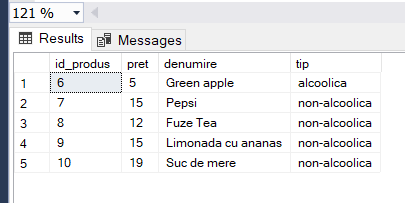 121 %
Results Messages
id_produs pret denumire tip
1 6 5 Green apple alcoolica
2 7 15 Pepsi non-alcoolica
3 8 12 Fuze Tea non-alcoolica
4 9 15 Limonada cu ananas non-alcoolica
5 10 19 Suc de mere non-alcoolica